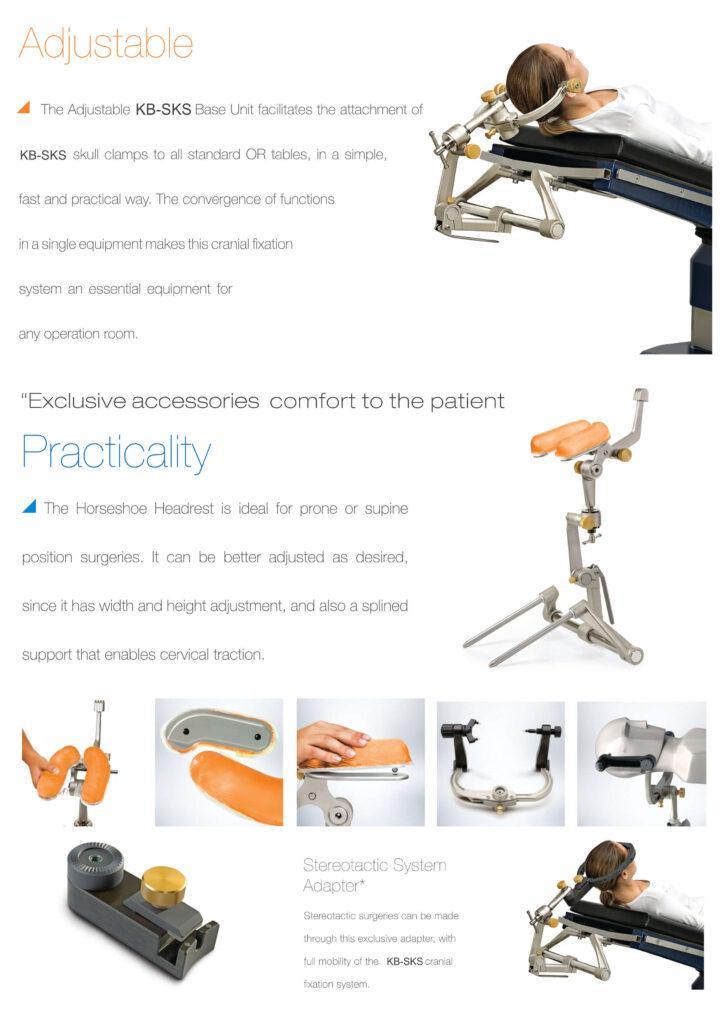 Adjustable
The Adjustable KB-SKS Base Unit facilitates the attachment of
KB-SKS skull clamps to all standard OR tables, in a simple,
fast and practical way. The convergence of functions
in a single equipment makes this cranial fixation
system an essential equipment for
any operation room.
"Exclusive accessories comfort to the patient
Practicality
The Horseshoe Headrest is ideal for prone or supine
position surgeries. It can be better adjusted as desired,
since it has width and height adjustment, and also a splined
support that enables cervical traction.
Stereotactic System
Adapter*
Stereotactic surgeries can be made
through this exclusive adapter, with
full mobility of the KB-SKS cranial
fixation system.